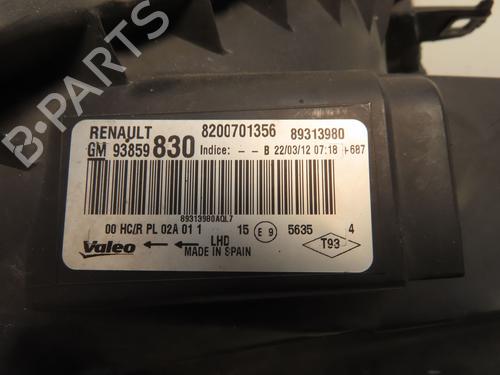 B-PARTS
RENAULT 8200701356 89313980
GM 93859 830 Indice: -- B 22/03/12 07:18 -687
89313980AQL7
00 HC/R PL 02A 01 1 15 E 9 5635 4
Valeo LHD T93
MADE IN SPAIN